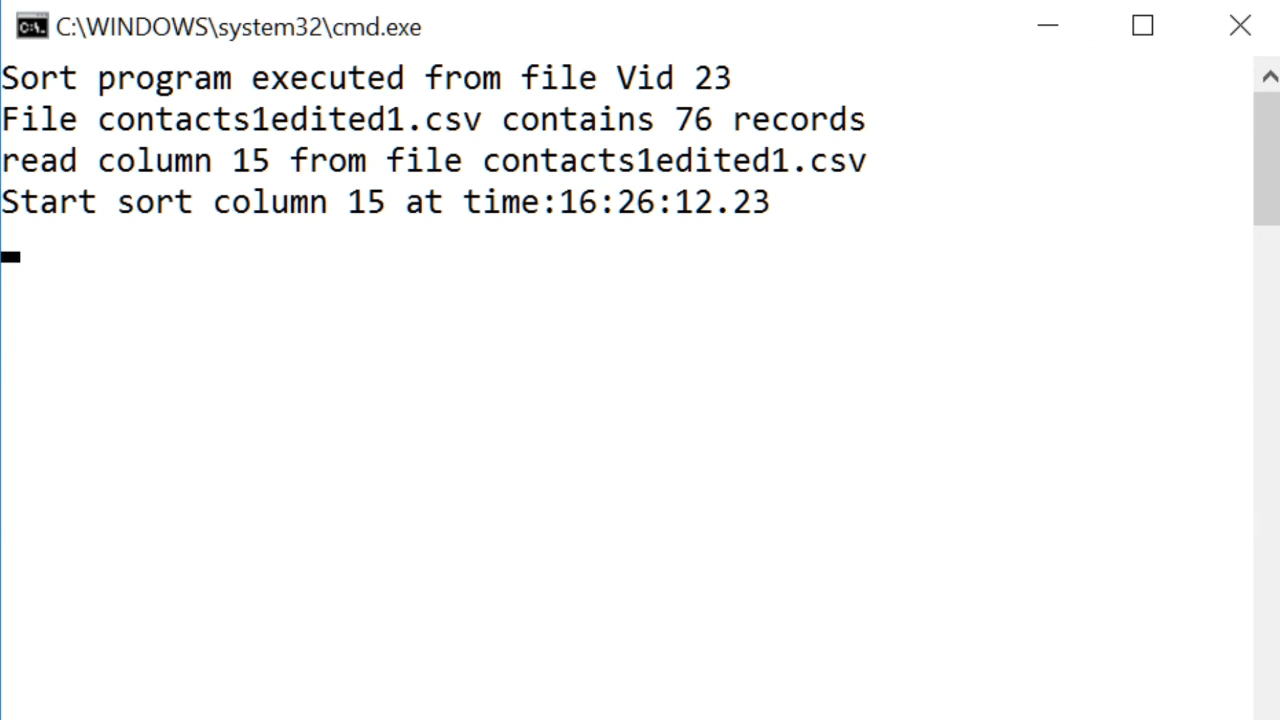 C:\WINDOWS\system32\cmd.exe
Sort program executed from file Vid 23
File contacts1edited1.csv contains 76 records
read column 15 from file contacts1edited1.csv
Start sort column 15 at time:16:26:12.23